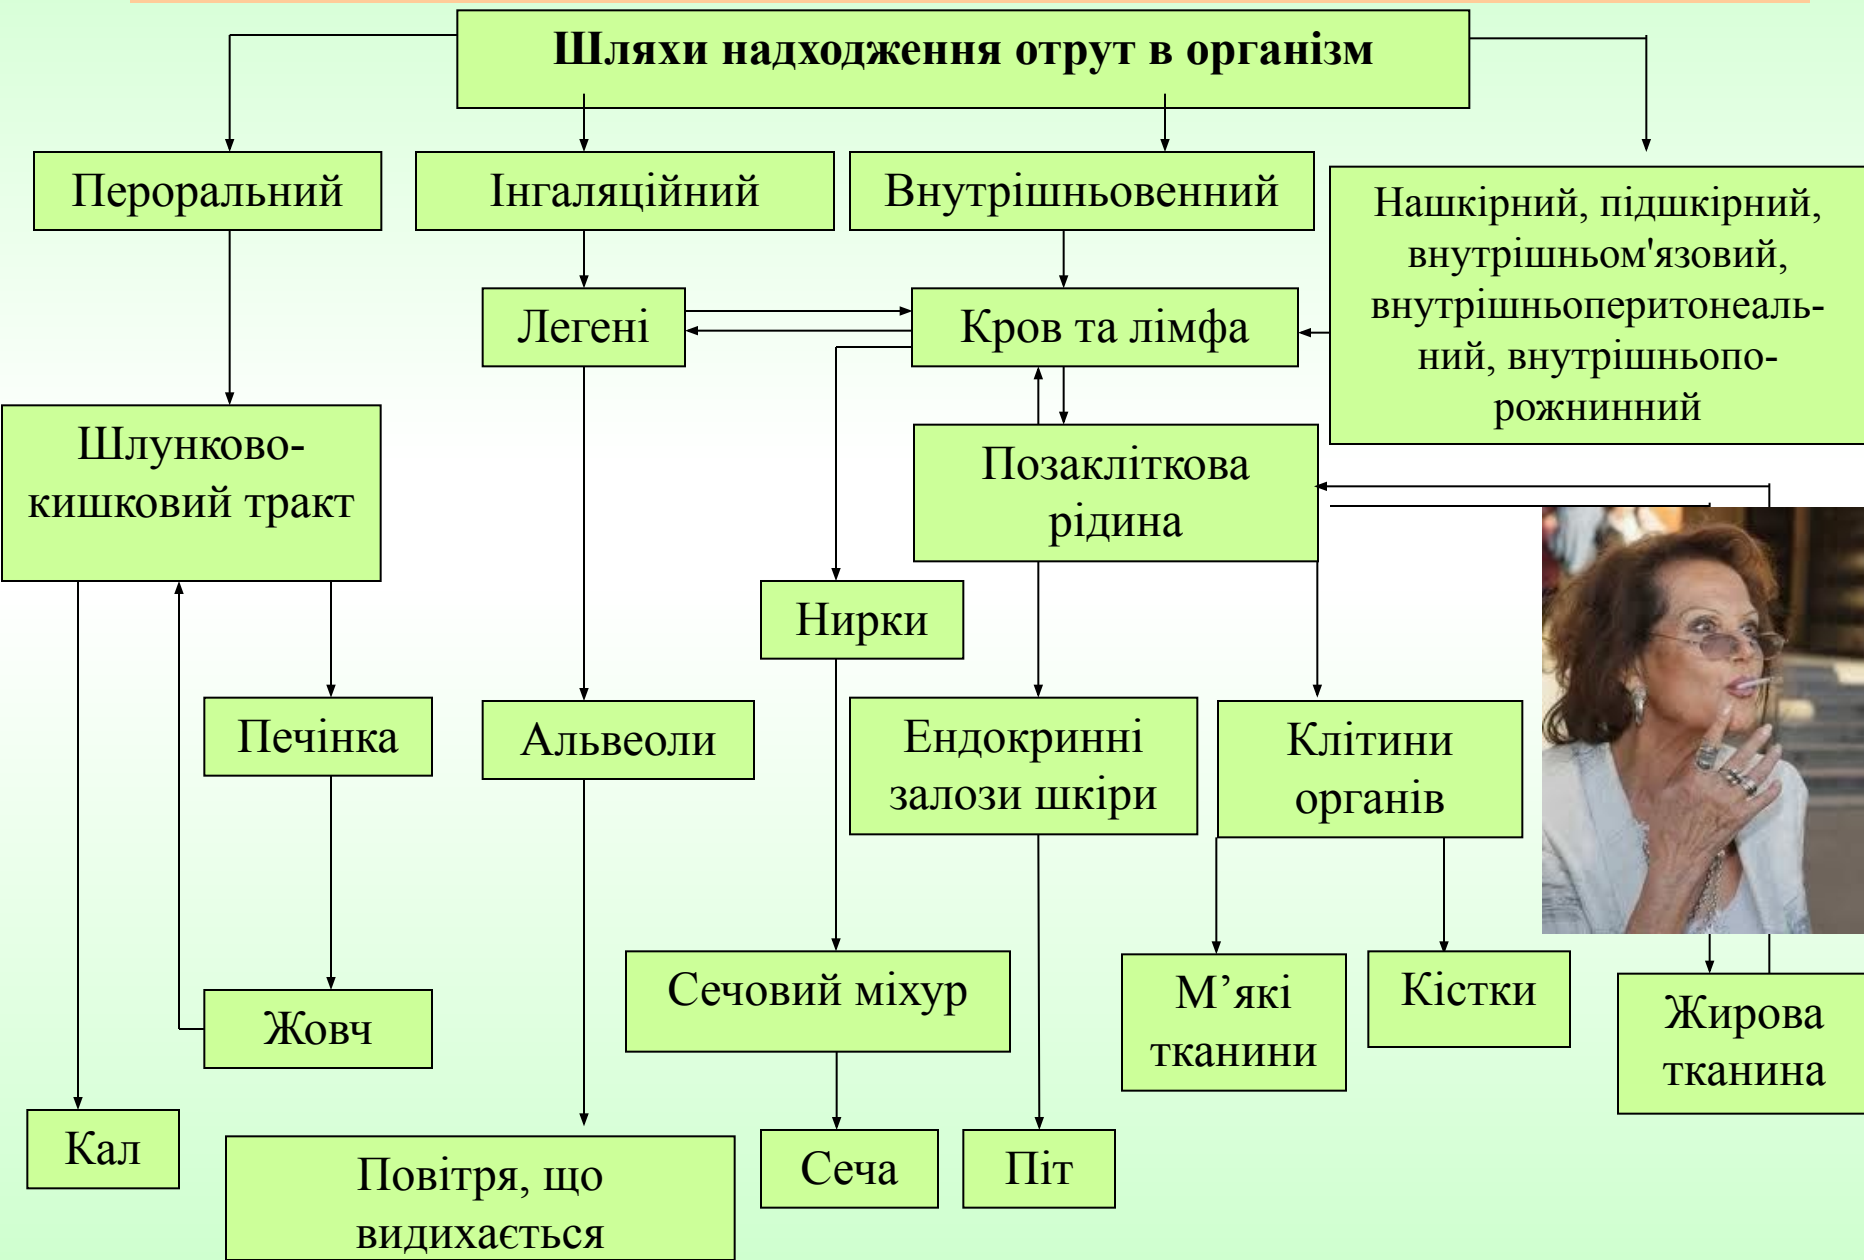 Шляхи надходження отрут в організм
Пероральний
Інгаляційний
Внутрішньовенний
Нашкірний, підшкірний,
внутрішньом'язовий,
внутрішньоперитонеаль-
ний, внутрішньопо-
рожнинний
Легені
Кров та лімфа
Шлунково-
кишковий тракт
Позакліткова
рідина
Нирки
Печінка
Альвеоли
Ендокринні
залози шкіри
Клітини
органів
Сечовий міхур
М’які
тканини
Кістки
Жирова
тканина
Жовч
Кал
Повітря, що
видихається
Сеча
Піт